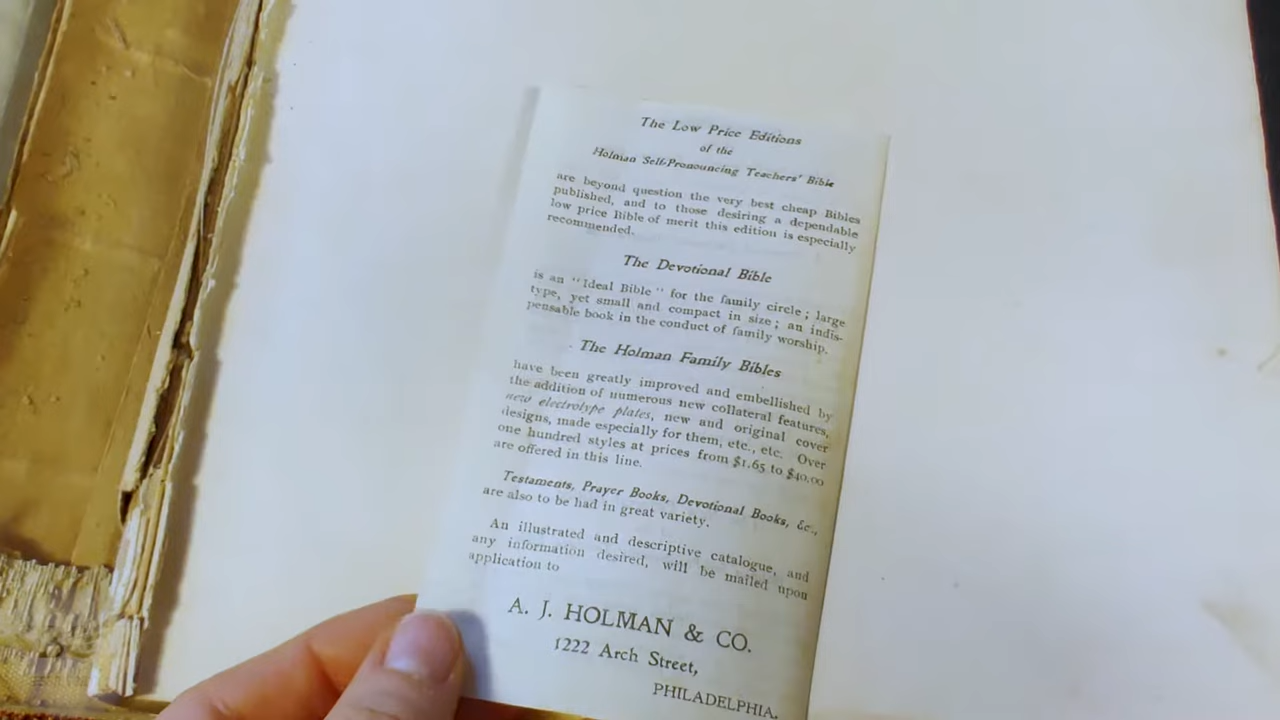 The Low Price Editions
of the
Holman Self-Pronouncing Teachers' Bible
are beyond question the very best cheap Bibles
published, and to those desiring a dependable
low price Bible of merit this edition is especially
recommended.
The Devotional Bible
is an "Ideal Bible" for the family circle; large
type, yet small and compact in size; an indis-
pensable book in the conduct of family worship.
The Holman Family Bibles
have been greatly improved and embellished by
the addition of numerous new collateral features,
new electrotype plates, new and original cover
designs, made especially for them, etc., etc. Over
one hundred styles at prices from $1.65 to $40.00
are offered in this line.
Testaments, Prayer Books, Devotional Books, &c.,
are also to be had in great variety.
An illustrated and descriptive catalogue, and
any information desired, will be mailed upon
application to
A. J. HOLMAN & CO.
1222 Arch Street,
PHILADELPHIA.